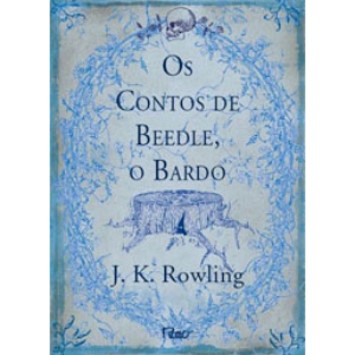 Os
Contos de
Beedle,
o Bardo
J. K. Rowling
Rocco